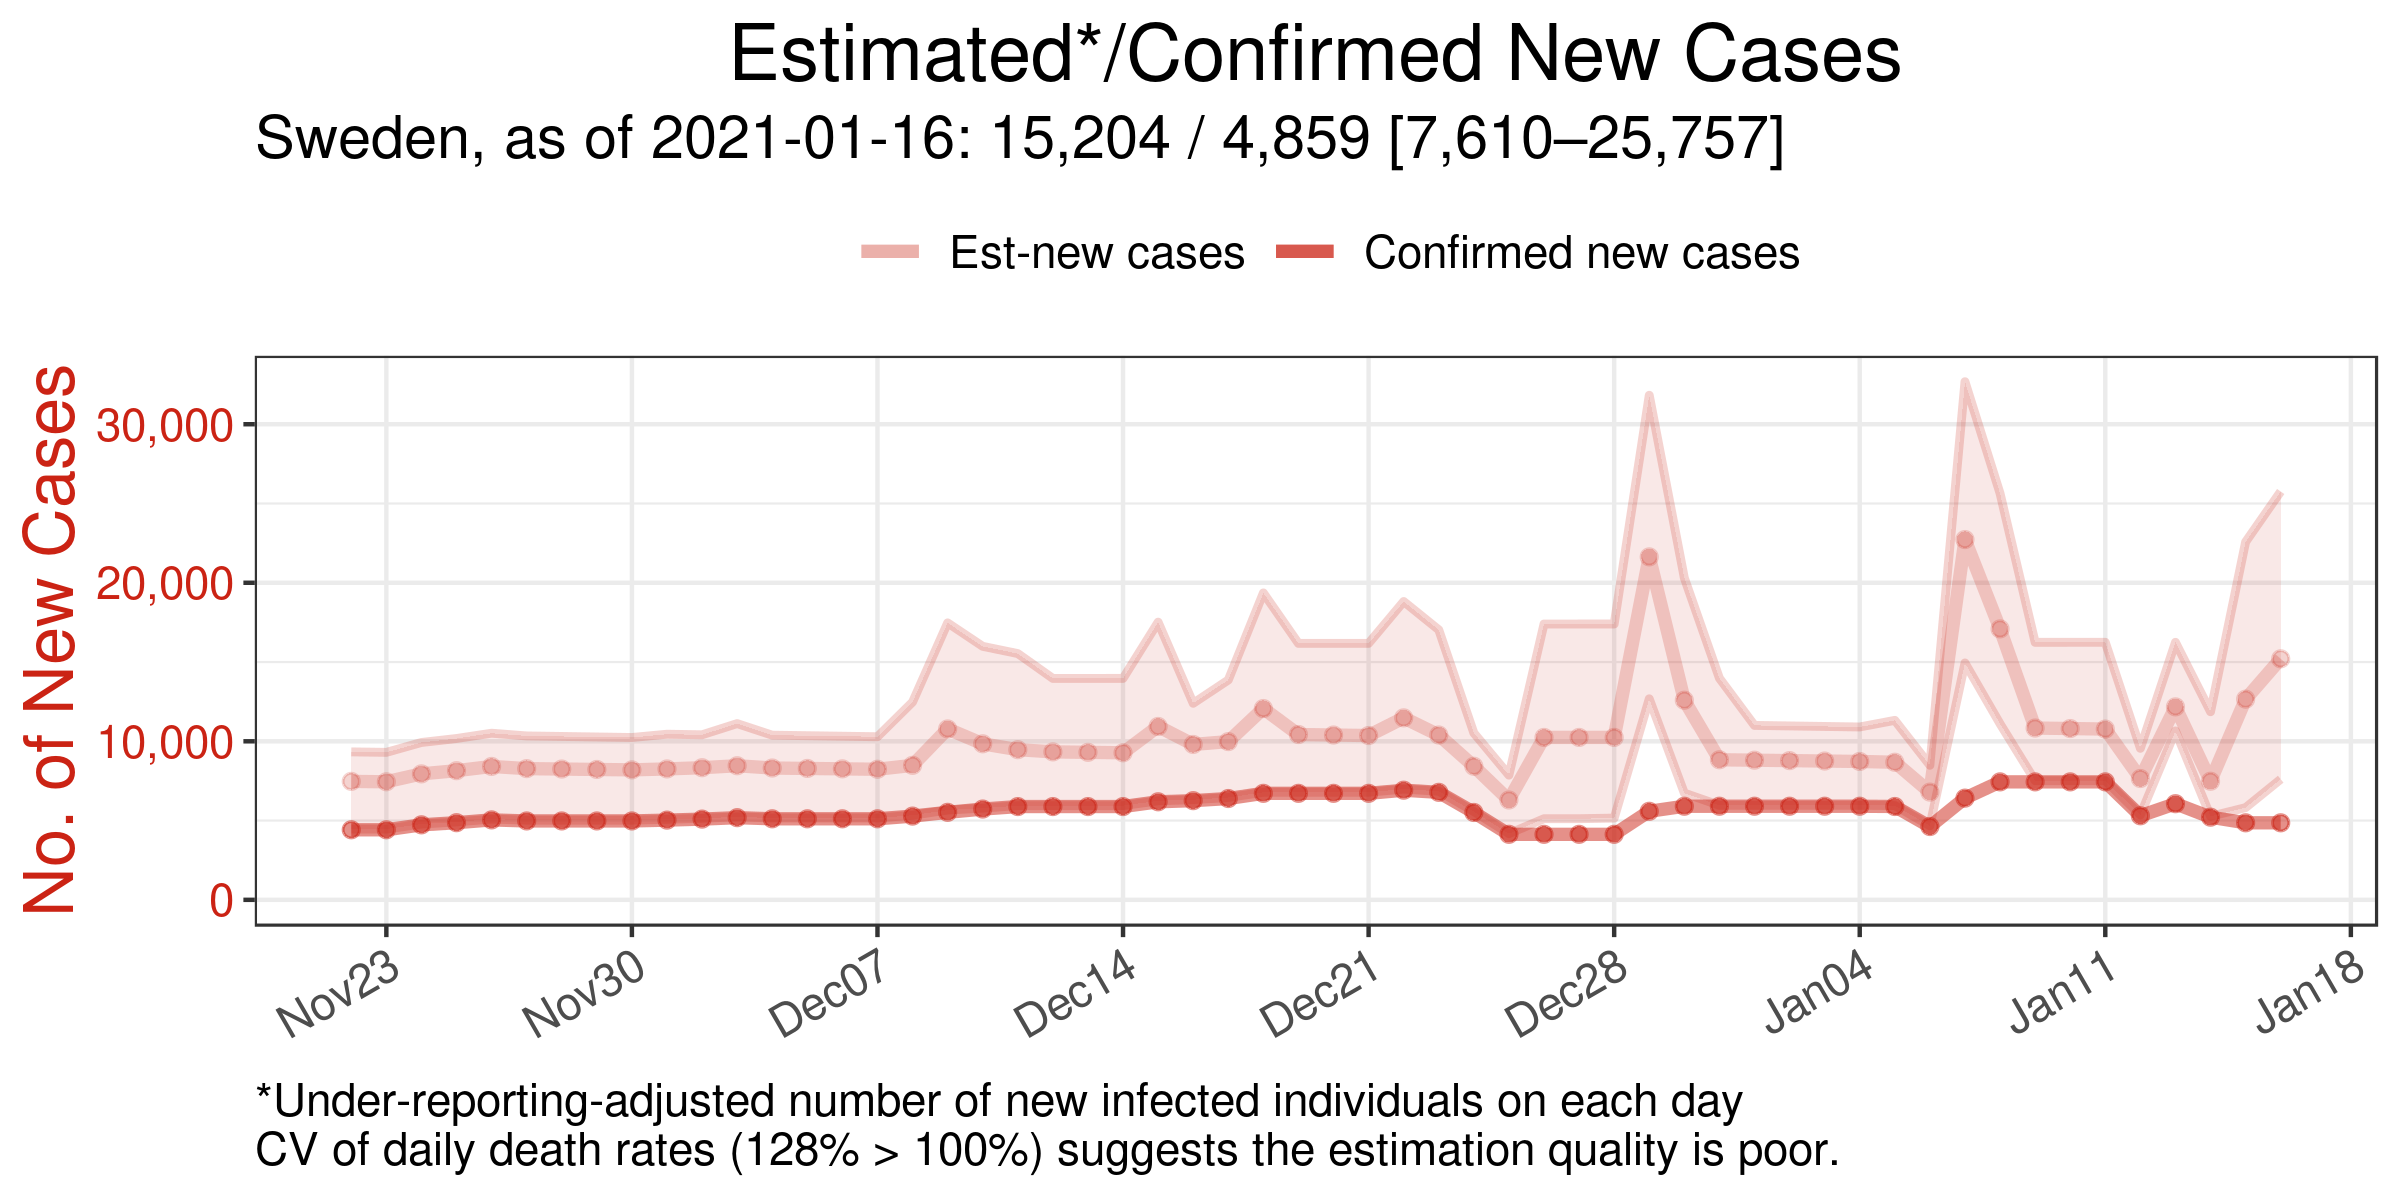 Estimated*/Confirmed New Cases
Sweden, as of 2021-01-16: 15,204 / 4,859 [7,610–25,757]
Est-new cases
Confirmed new cases
No. of New Cases
30,000
20,000
10,000
0
Nov23
Nov30
Dec07
Dec14
Dec21
Dec28
Jan04
Jan11
Jan18
*Under-reporting-adjusted number of new infected individuals on each day
CV of daily death rates (128% > 100%) suggests the estimation quality is poor.